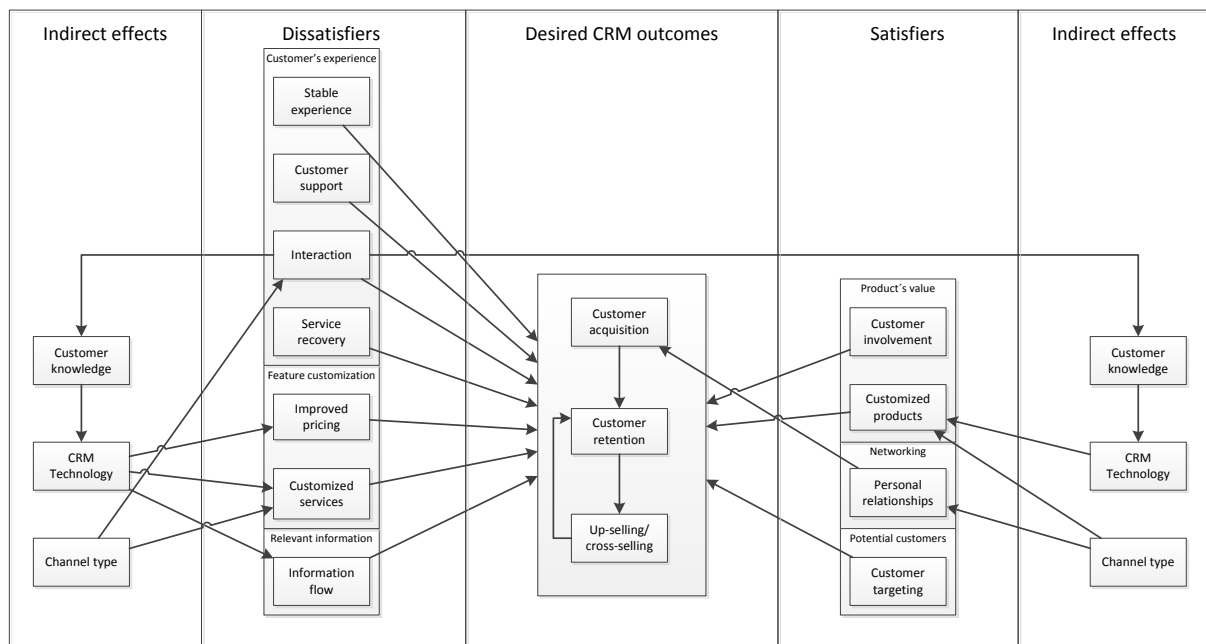 Indirect effects
Dissatisfiers
Desired CRM outcomes
Satisfiers
Indirect effects
Customer's experience
Stable
experience
Customer
support
Interaction
Service
recovery
Feature customization
Improved
pricing
Customized
services
Relevant information
Information
flow
Customer
knowledge
CRM
Technology
Channel type
Customer
acquisition
Customer
retention
Up-selling/
cross-selling
Product´s value
Customer
involvement
Customized
products
Networking
Personal
relationships
Potential customers
Customer
targeting
Customer
knowledge
CRM
Technology
Channel type